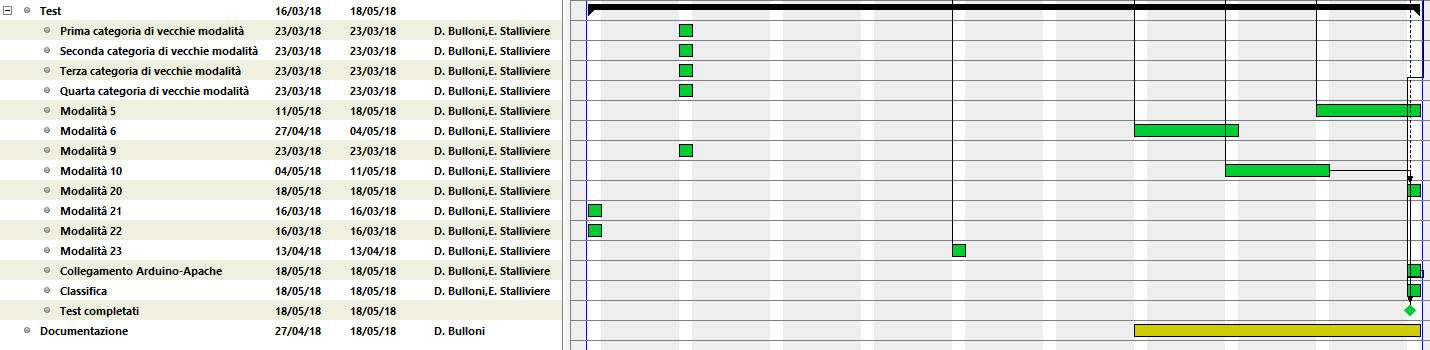 Test 16/03/18 18/05/18
Prima categoria di vecchie modalità 23/03/18 23/03/18 D. Bulloni,E. Stalliviere
Seconda categoria di vecchie modalità 23/03/18 23/03/18 D. Bulloni,E. Stalliviere
Terza categoria di vecchie modalità 23/03/18 23/03/18 D. Bulloni,E. Stalliviere
Quarta categoria di vecchie modalità 23/03/18 23/03/18 D. Bulloni,E. Stalliviere
Modalità 5 11/05/18 18/05/18 D. Bulloni,E. Stalliviere
Modalità 6 27/04/18 04/05/18 D. Bulloni,E. Stalliviere
Modalità 9 23/03/18 23/03/18 D. Bulloni,E. Stalliviere
Modalità 10 04/05/18 11/05/18 D. Bulloni,E. Stalliviere
Modalità 20 18/05/18 18/05/18 D. Bulloni,E. Stalliviere
Modalitâ 21 16/03/18 16/03/18 D. Bulloni,E. Stalliviere
Modalità 22 16/03/18 16/03/18 D. Bulloni,E. Stalliviere
Modalità 23 13/04/18 13/04/18 D. Bulloni,E. Stalliviere
Collegamento Arduino-Apache 18/05/18 18/05/18 D. Bulloni,E. Stalliviere
Classifica 18/05/18 18/05/18 D. Bulloni,E. Stalliviere
Test completati 18/05/18 18/05/18
Documentazione 27/04/18 18/05/18 D. Bulloni